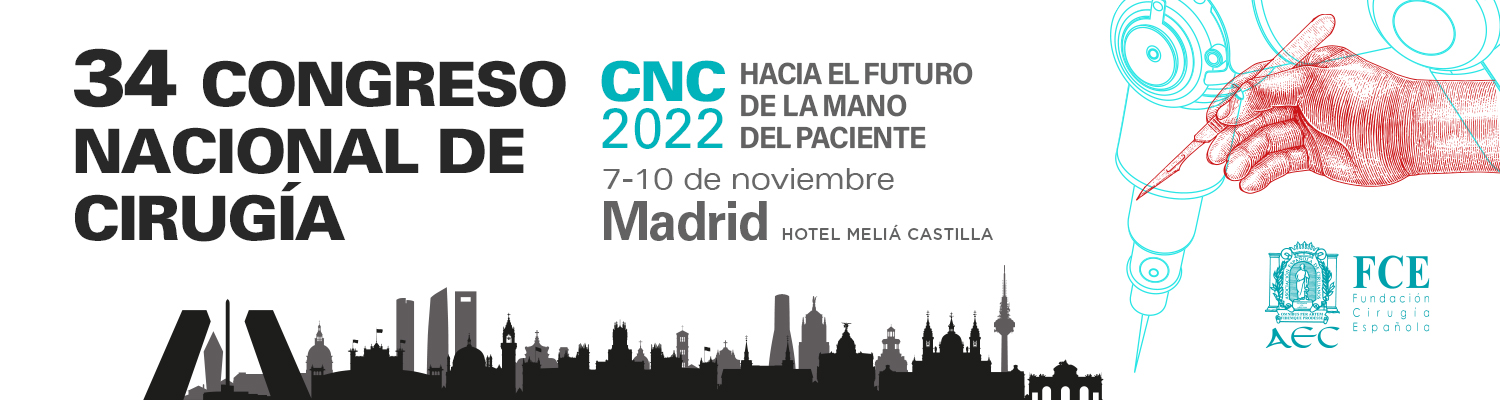 34 CONGRESO
NACIONAL DE
CIRUGÍA
CNC
2022
HACIA EL FUTURO
DE LA MANO
DEL PACIENTE
7-10 de noviembre
Madrid HOTEL MELIÁ CASTILLA
AEC
FCE
Fundación
Cirugía
Española